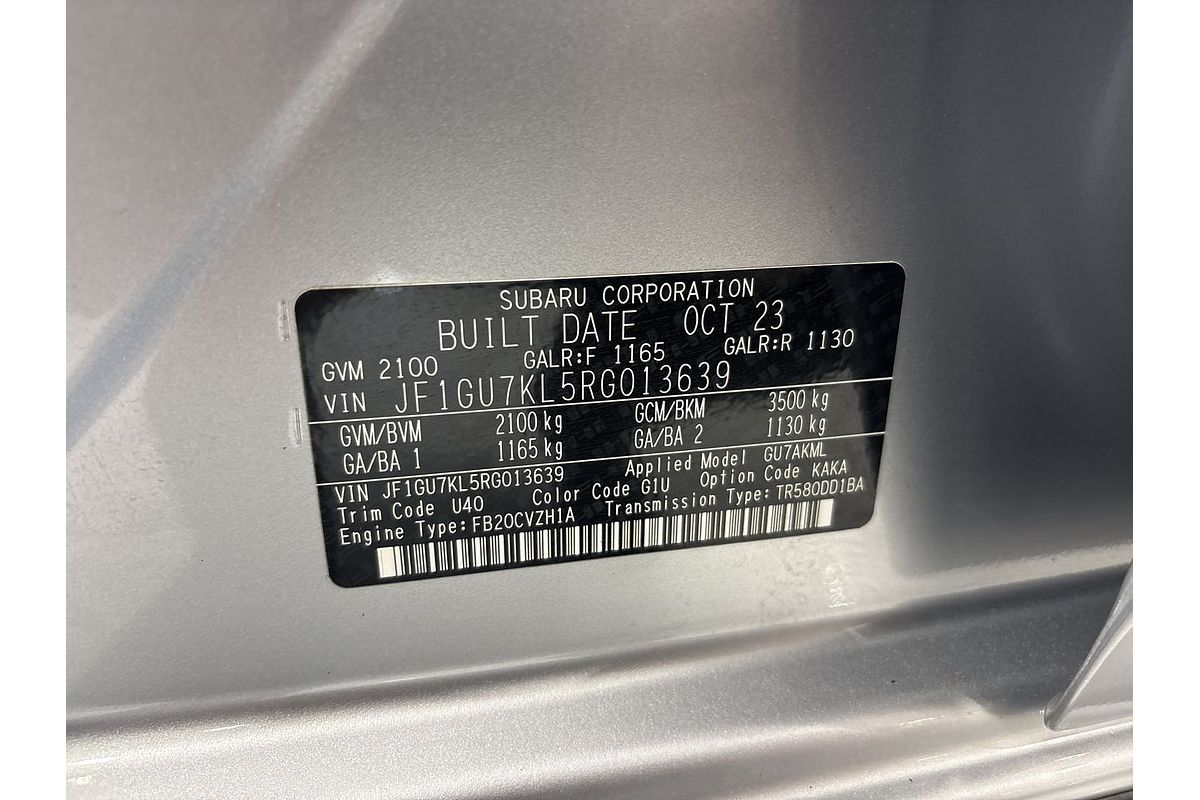 SUBARU CORPORATION
BUILT DATE OCT 23
GVM 2100 GALR:F 1165 GALR:R 1130
VIN JF1GU7KL5RG013639
GVM/BVM 2100 kg GCM/BKM 3500 kg
GA/BA 1 1165 kg GA/BA 2 1130 kg
VIN JF1GU7KL5RG013639 Applied Model GU7AKML
Trim Code U40 Color Code G1U Option Code KAKA
Engine Type: FB20CVZH1A Transmission Type: TR580DD1BA